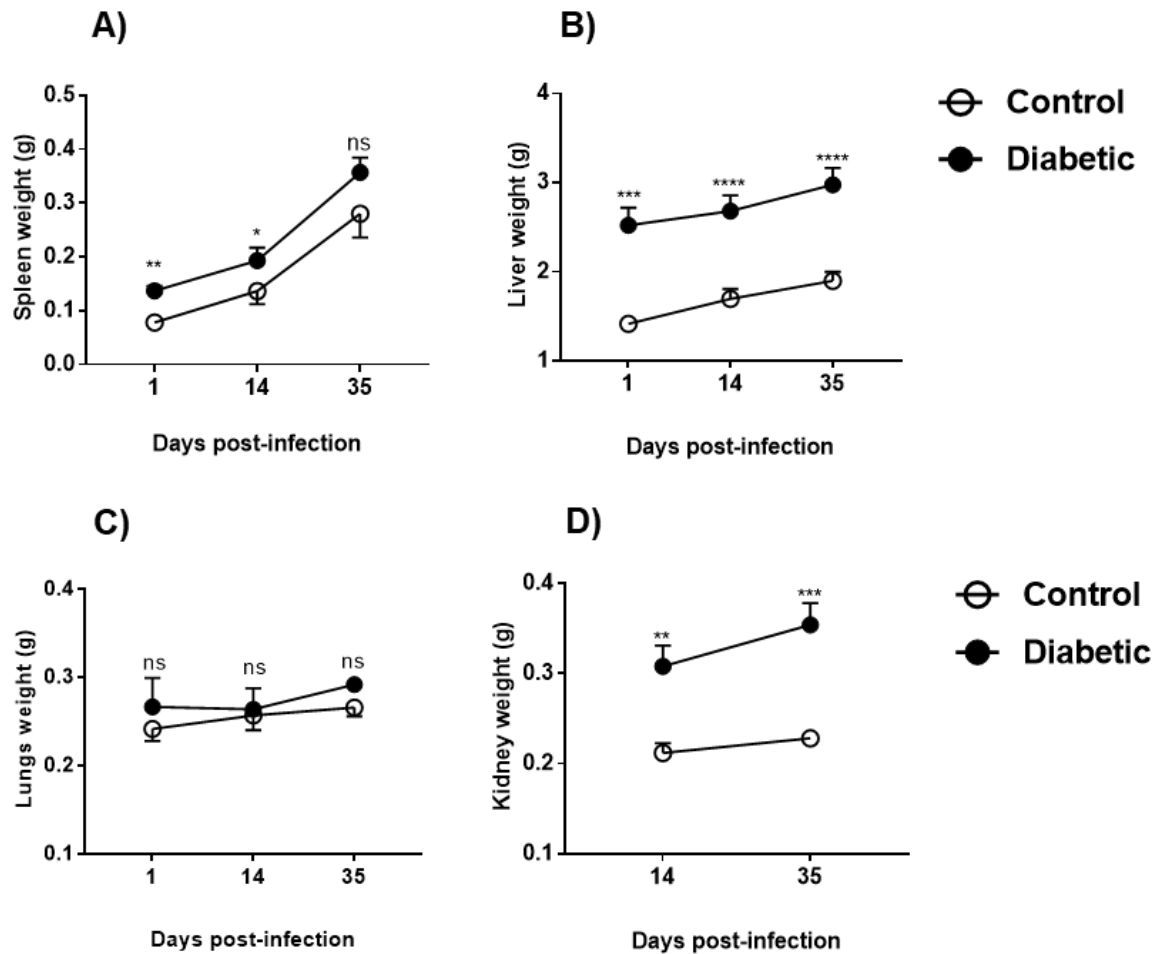 A)
Spleen weight (g)
0.5
0.4
0.3
0.2
0.1
0.0
**
*
ns
1 14 35
Days post-infection
B)
Liver weight (g)
4
3
2
1
***
****
****
1 14 35
Days post-infection
Control
Diabetic
C)
Lungs weight (g)
0.4
0.3
0.2
0.1
ns
ns
ns
1 14 35
Days post-infection
D)
Kidney weight (g)
0.4
0.3
0.2
0.1
**
***
14 35
Days post-infection
Control
Diabetic